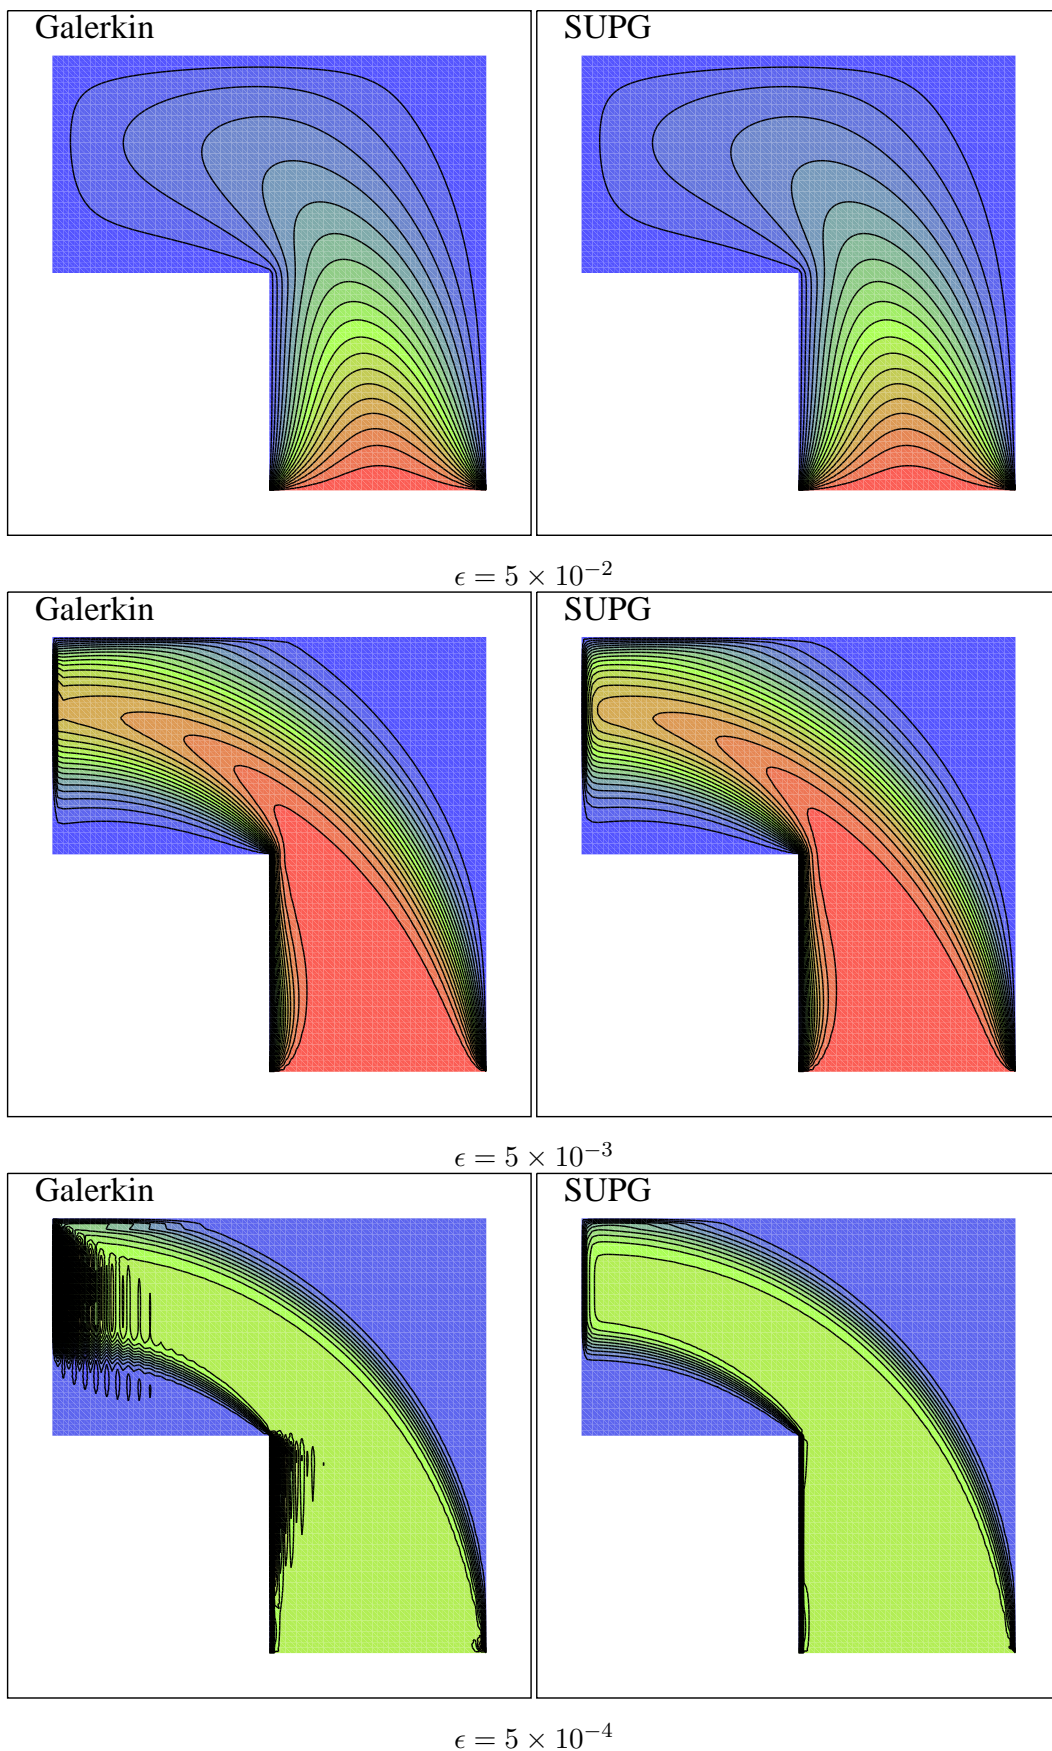 Galerkin SUPG
ϵ = 5 × 10⁻²
Galerkin SUPG
ϵ = 5 × 10⁻³
Galerkin SUPG
ϵ = 5 × 10⁻⁴